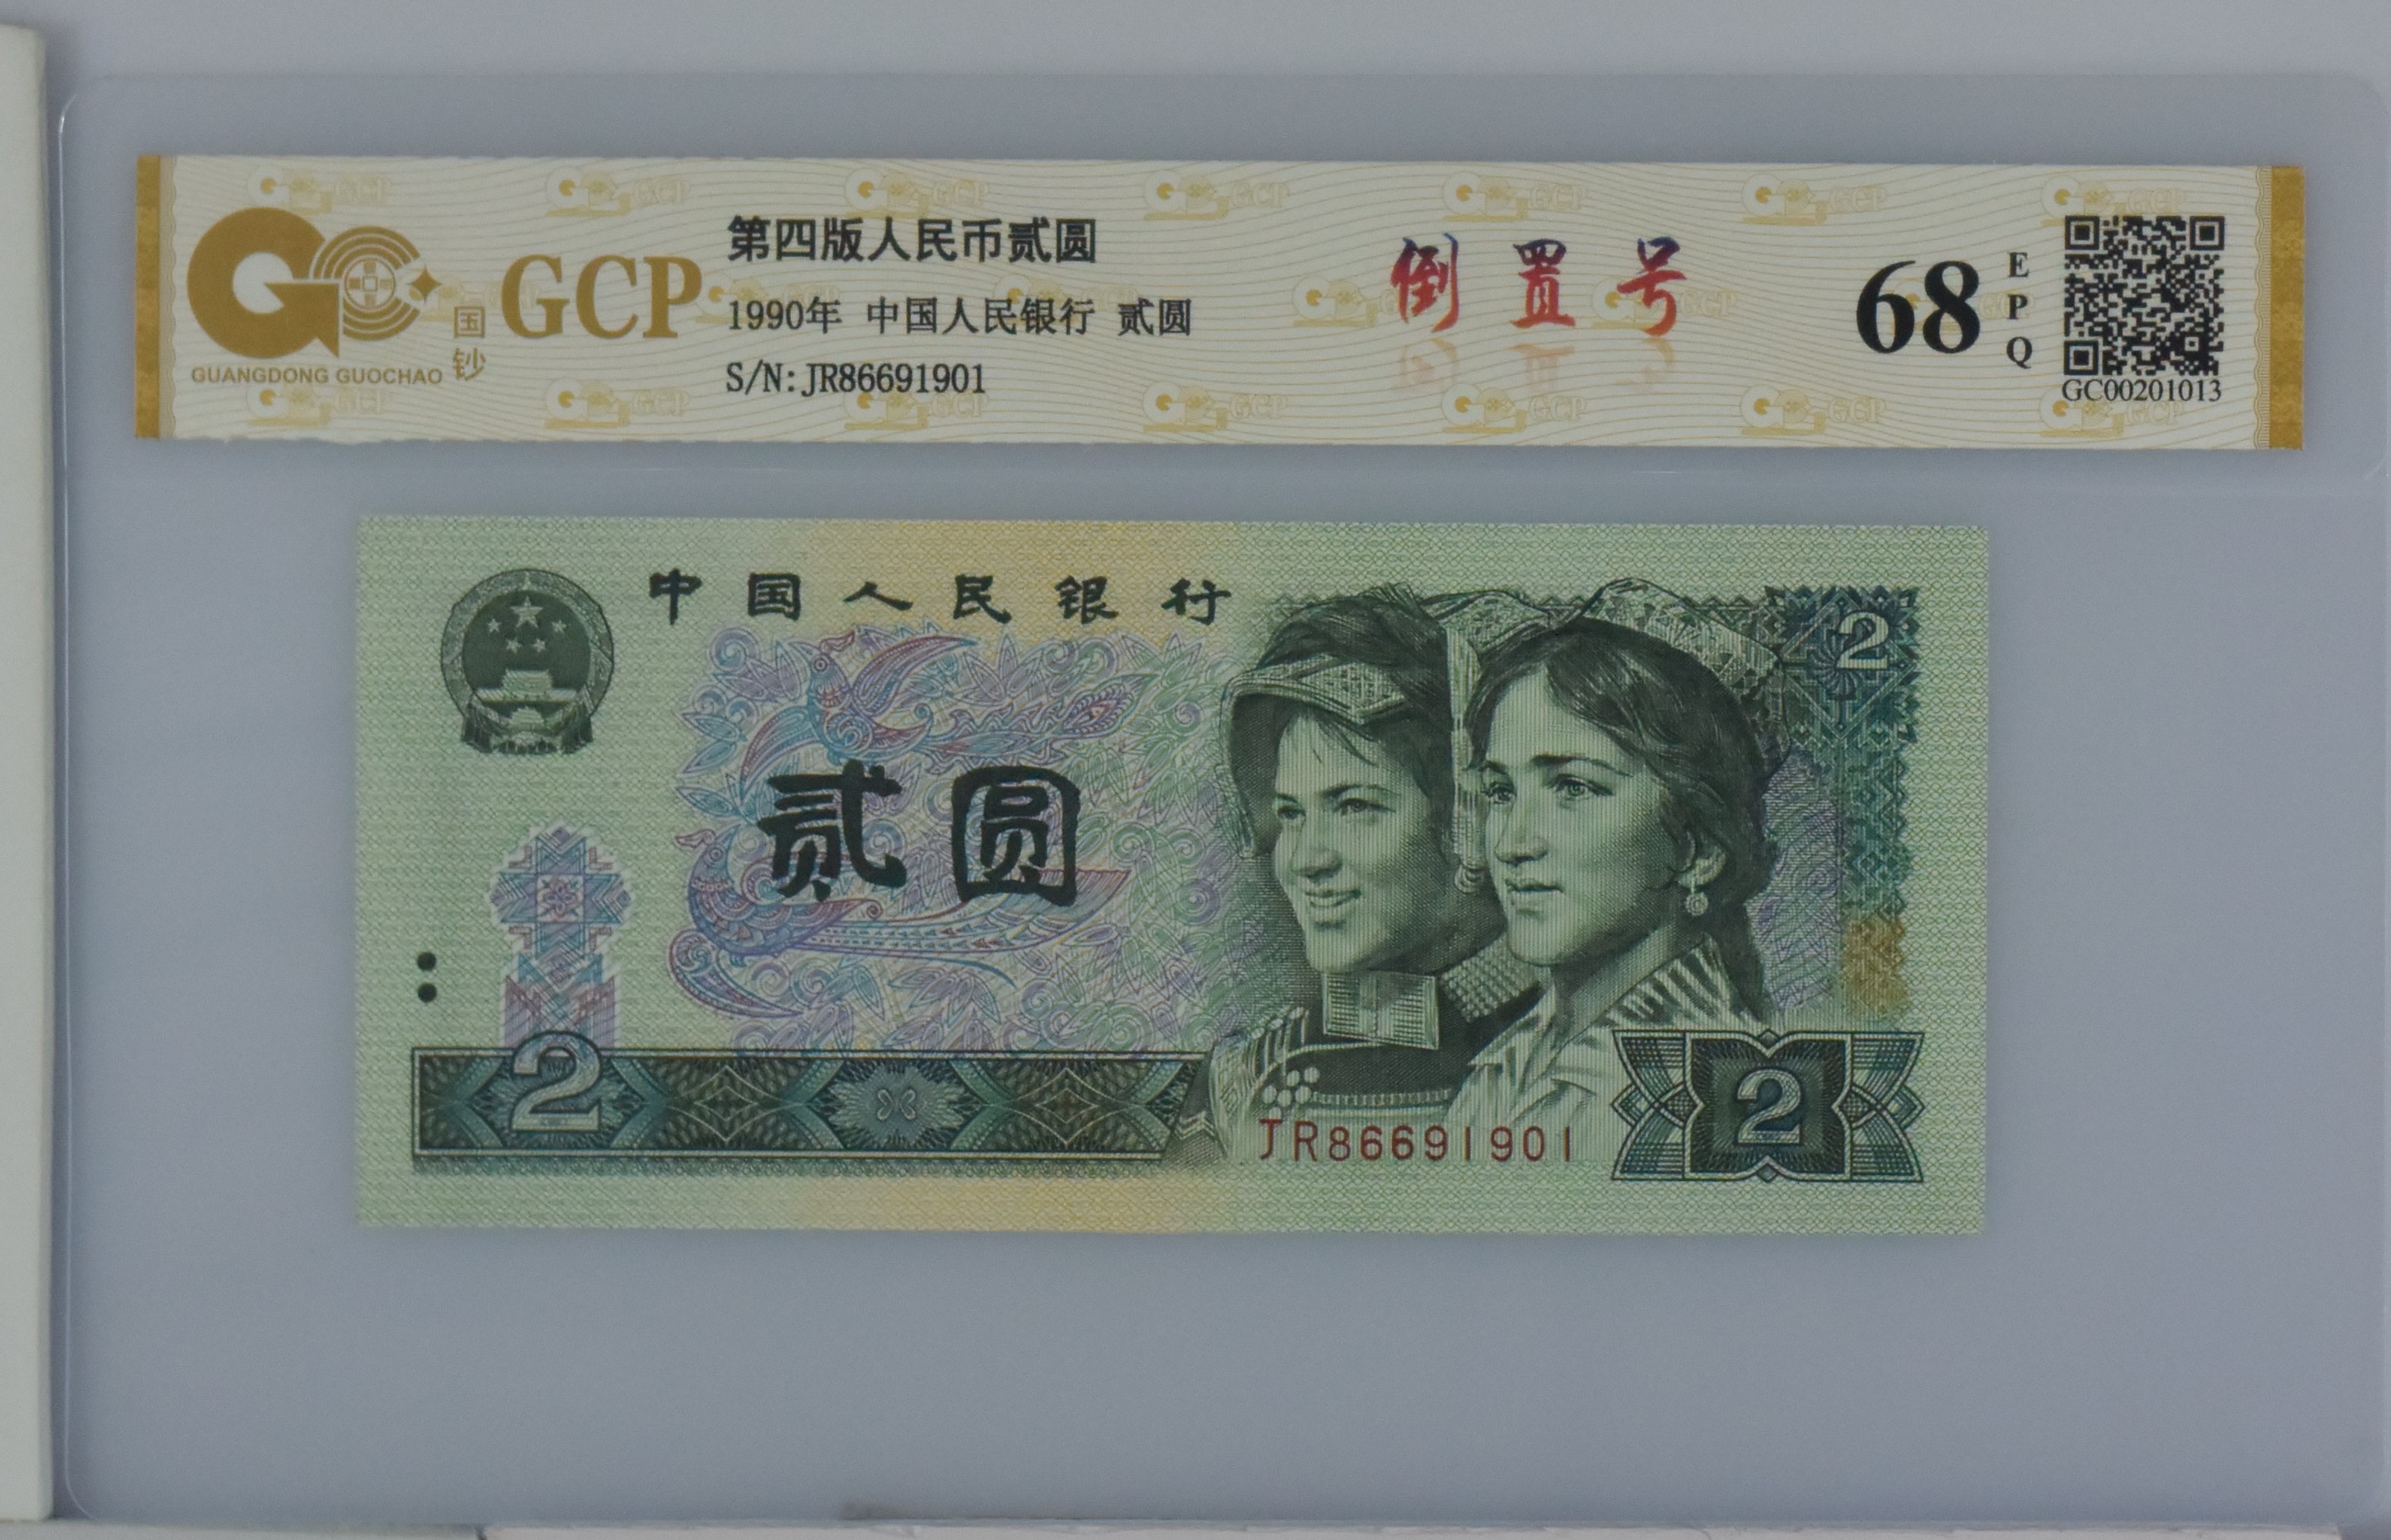 GCP
国
钞
GUANGDONG GUOCHAO
第四版人民币贰圆
1990年 中国人民银行 贰圆
S/N:JR86691901
倒置号
68
E
P
Q
GC00201013
中国人民银行
2
贰圆
2
JR86691901
2